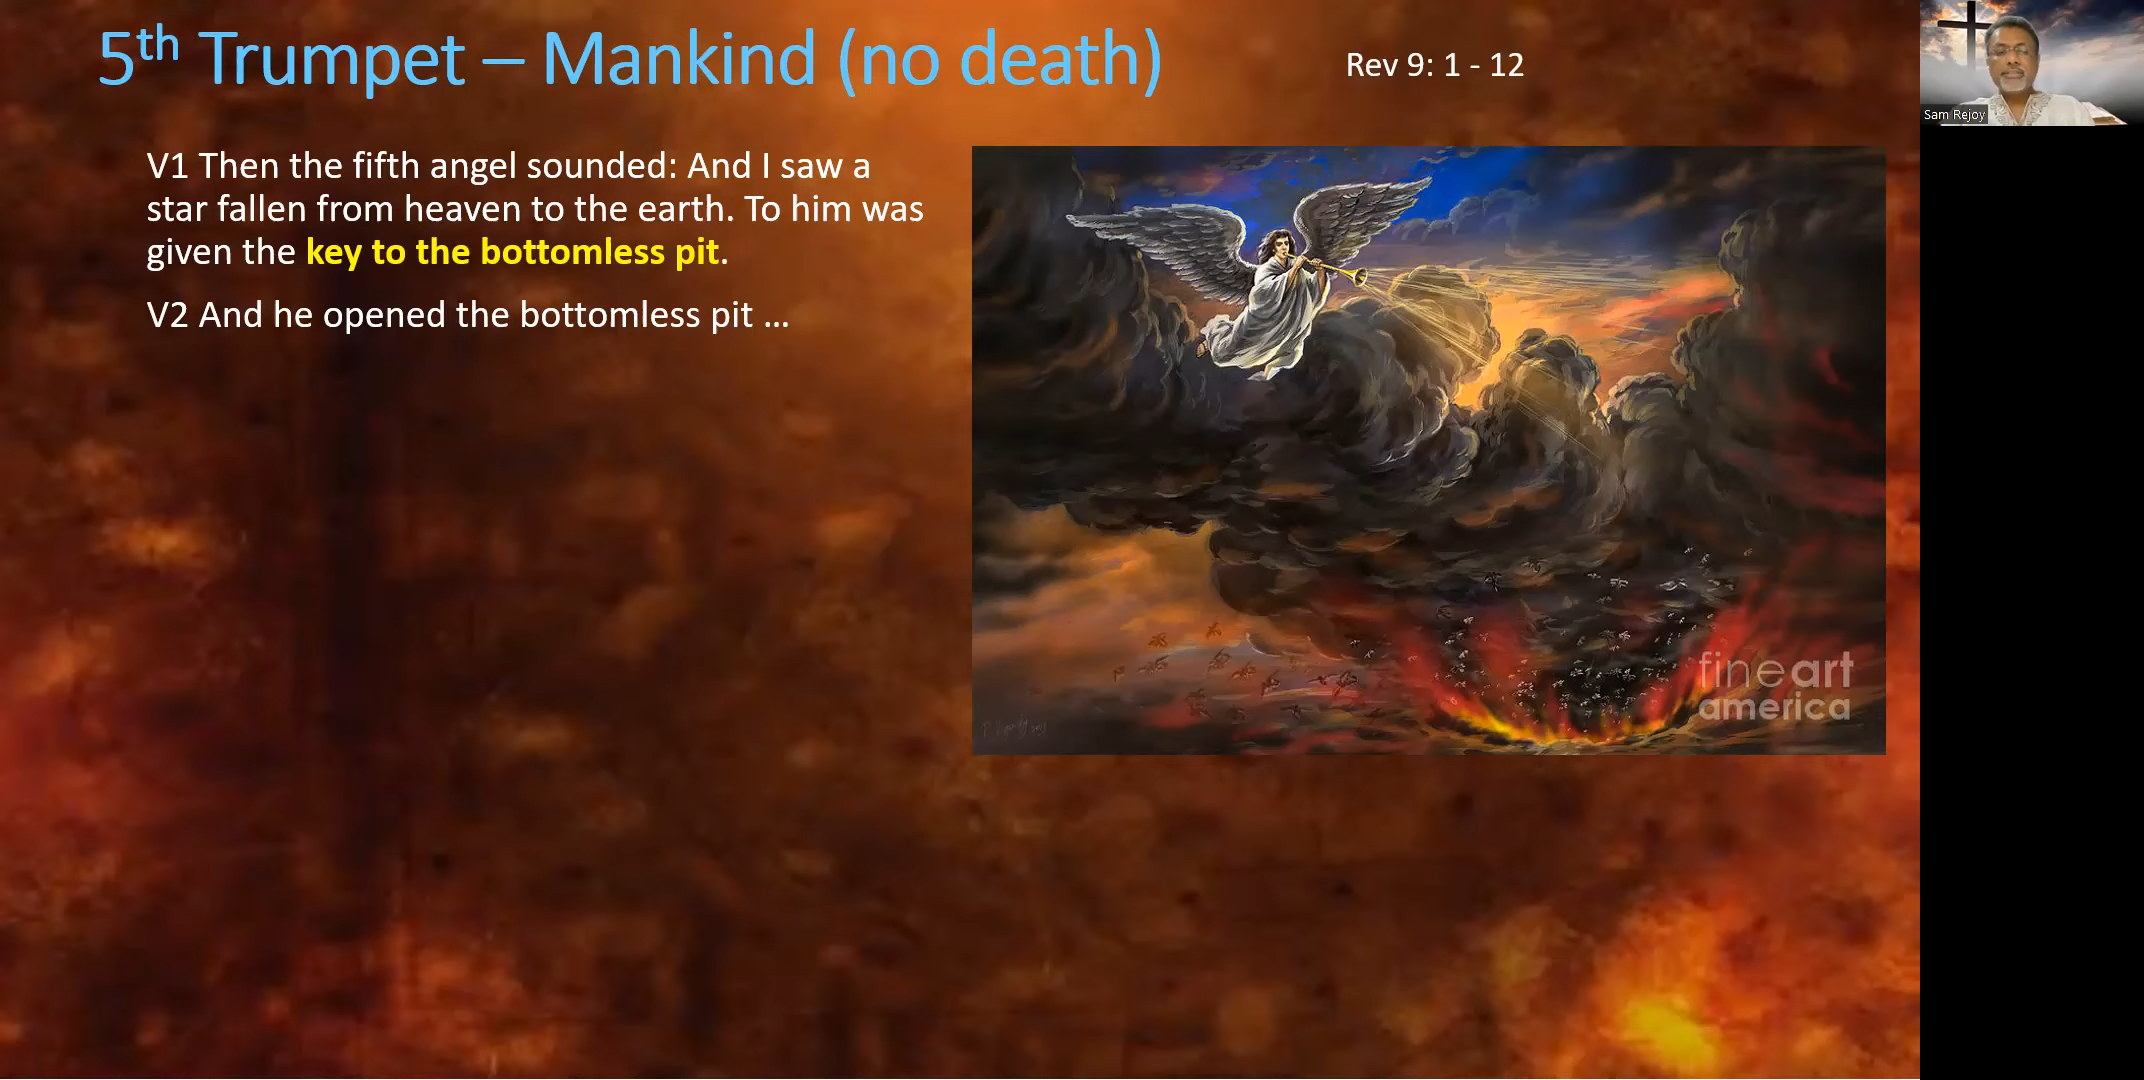 5th Trumpet – Mankind (no death)
Rev 9: 1 - 12
Sam Rejoy
V1 Then the fifth angel sounded: And I saw a
star fallen from heaven to the earth. To him was
given the key to the bottomless pit.
V2 And he opened the bottomless pit ...
fineart
america